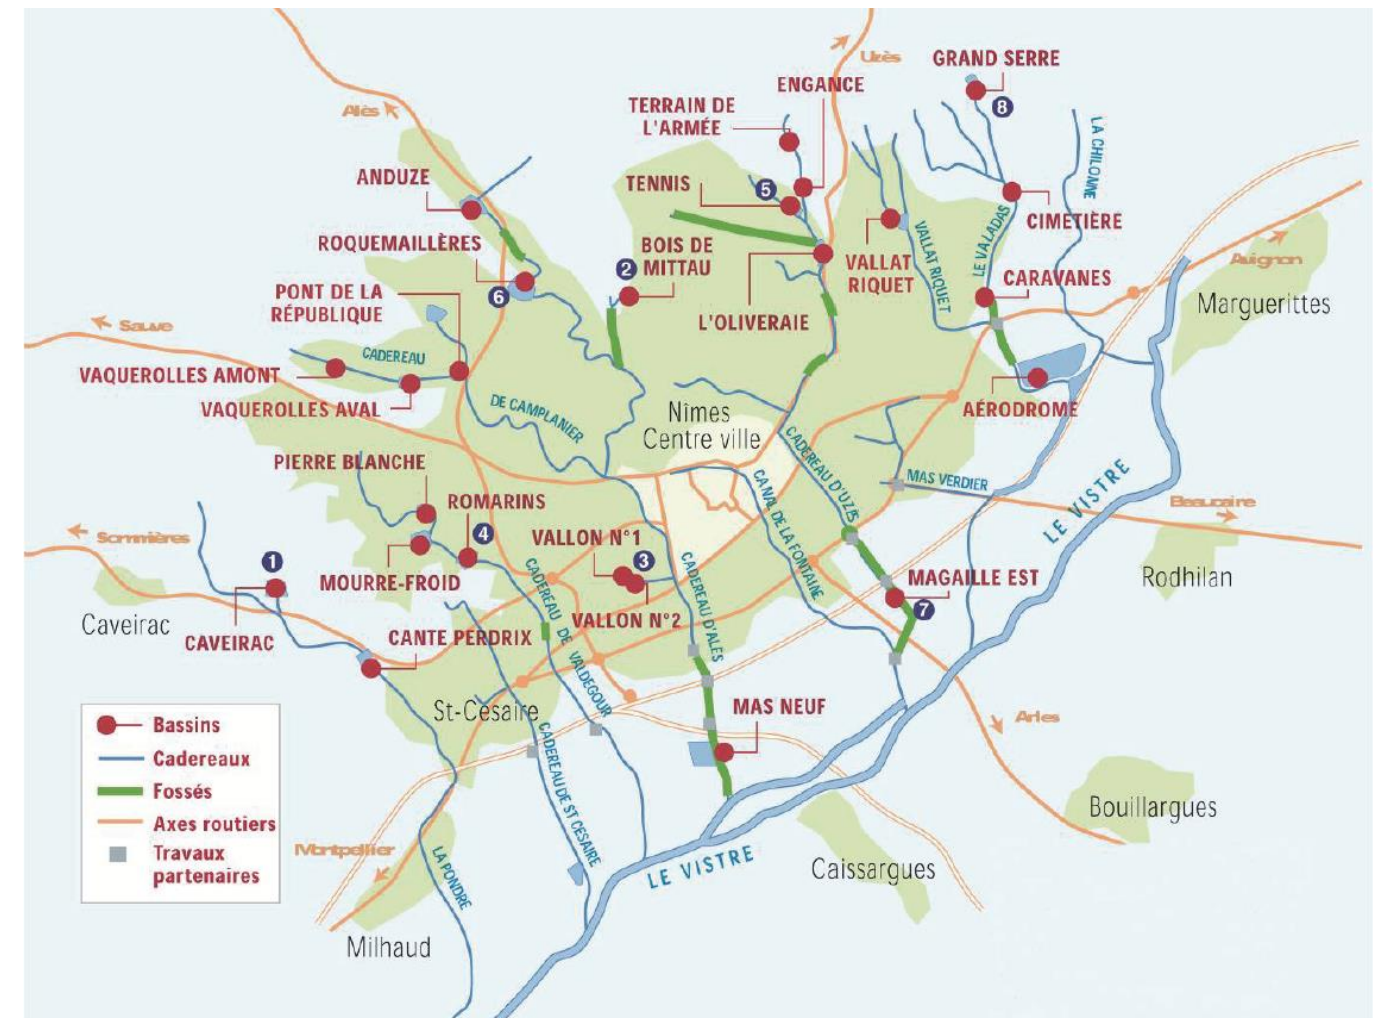 Uzès
GRAND SERRE
8
ENGANCE
TERRAIN DE
L'ARMÉE
Alès
LA CHILONNE
ANDUZE
TENNIS
5
CIMETIÈRE
LE VALADAS
ROQUEMAILLÈRES
BOIS DE
MITTAU
2
VALLAT
RIQUET
VALLAT RIQUET
CARAVANES
Avignon
Marguerittes
PONT DE LA
RÉPUBLIQUE
6
L'OLIVERAIE
Sauve
CADEREAU
VAQUEROLLES AMONT
VAQUEROLLES AVAL
DE CAMPLANIER
Nîmes
Centre ville
AÉRODROME
CADEREAU D'UZES
PIERRE BLANCHE
CANAL DE LA FONTAINE
MAS VERDIER
LE VISTRE
Beaucaire
ROMARINS
Sommières
4
VALLON N°1
3
1
MOURRE-FROID
CADEREAU DE VALDEGOUR
VALLON N°2
CADEREAU D'ALES
MAGAILLE EST
7
Rodhilan
Caveirac
CAVEIRAC
CANTE PERDRIX
St-Césaire
MAS NEUF
Arles
CADEREAU DE ST CESAIRE
Bassins
Cadereaux
Fossés
Axes routiers
Travaux
partenaires
Montpellier
LA PONDRE
LE VISTRE
Caissargues
Bouillargues
Milhaud